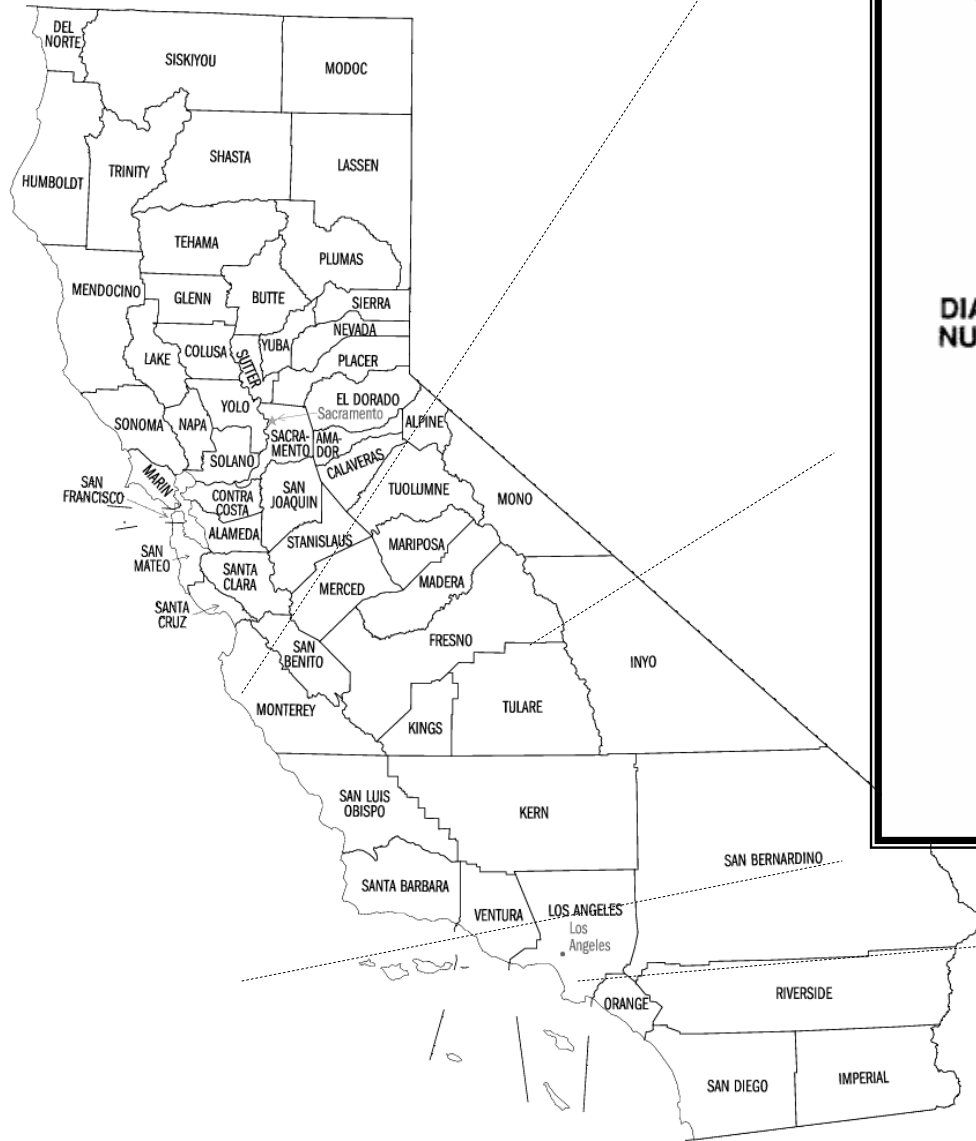 DEL
NORTE
SISKIYOU
MODOC
HUMBOLDT
TRINITY
SHASTA
LASSEN
TEHAMA
PLUMAS
MENDOCINO
GLENN
BUTTE
SIERRA
NEVADA
YUBA
LAKE
COLUSA
SUTTER
PLACER
YOLO
EL DORADO
Sacramento
SONOMA
NAPA
SACRA-
MENTO
AMA-
DOR
ALPINE
SOLANO
CALAVERAS
MARIN
SAN
FRANCISCO
CONTRA
COSTA
SAN
JOAQUIN
TUOLUMNE
MONO
ALAMEDA
STANISLAUS
MARIPOSA
SAN
MATEO
SANTA
CLARA
MERCED
MADERA
SANTA
CRUZ
SAN
BENITO
FRESNO
INYO
MONTEREY
KINGS
TULARE
SAN LUIS
OBISPO
KERN
SAN BERNARDINO
SANTA BARBARA
VENTURA
LOS ANGELES
Los
Angeles
ORANGE
RIVERSIDE
SAN DIEGO
IMPERIAL
DIA
NU